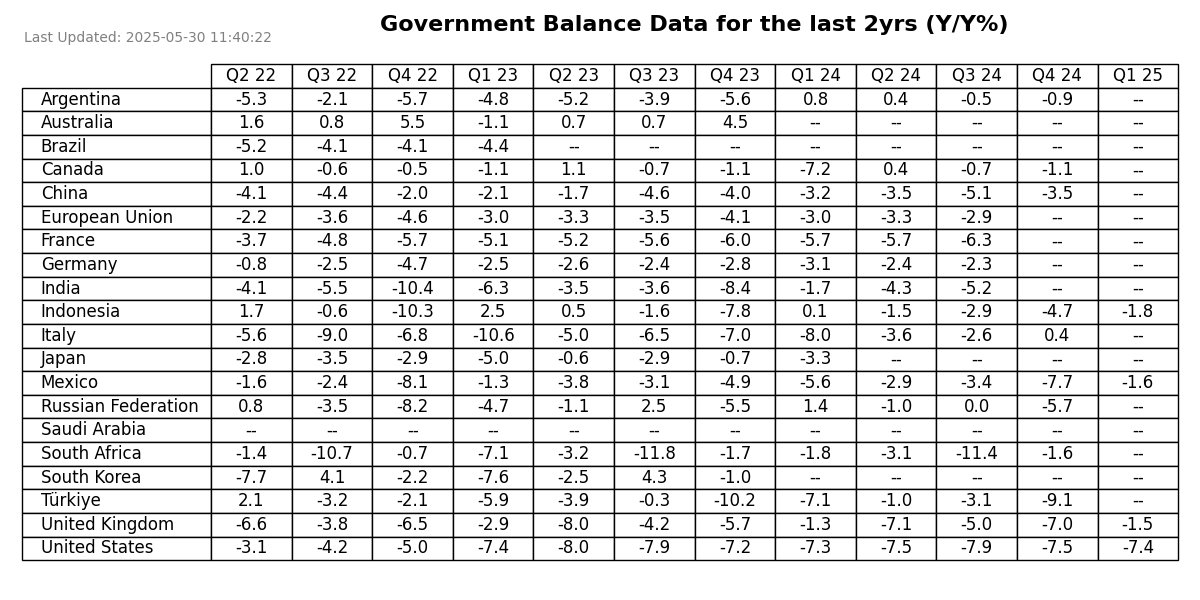 Government Balance Data for the last 2yrs (Y/Y%)
Last Updated: 2025-05-30 11:40:22
Q2 22 Q3 22 Q4 22 Q1 23 Q2 23 Q3 23 Q4 23 Q1 24 Q2 24 Q3 24 Q4 24 Q1 25
Argentina -5.3 -2.1 -5.7 -4.8 -5.2 -3.9 -5.6 0.8 0.4 -0.5 -0.9 --
Australia 1.6 0.8 5.5 -1.1 0.7 0.7 4.5 -- -- -- -- --
Brazil -5.2 -4.1 -4.1 -4.4 -- -- -- -- -- -- -- --
Canada 1.0 -0.6 -0.5 -1.1 1.1 -0.7 -1.1 -7.2 0.4 -0.7 -1.1 --
China -4.1 -4.4 -2.0 -2.1 -1.7 -4.6 -4.0 -3.2 -3.5 -5.1 -3.5 --
European Union -2.2 -3.6 -4.6 -3.0 -3.3 -3.5 -4.1 -3.0 -3.3 -2.9 -- --
France -3.7 -4.8 -5.7 -5.1 -5.2 -5.6 -6.0 -5.7 -5.7 -6.3 -- --
Germany -0.8 -2.5 -4.7 -2.5 -2.6 -2.4 -2.8 -3.1 -2.4 -2.3 -- --
India -4.1 -5.5 -10.4 -6.3 -3.5 -3.6 -8.4 -1.7 -4.3 -5.2 -- --
Indonesia 1.7 -0.6 -10.3 2.5 0.5 -1.6 -7.8 0.1 -1.5 -2.9 -4.7 -1.8
Italy -5.6 -9.0 -6.8 -10.6 -5.0 -6.5 -7.0 -8.0 -3.6 -2.6 0.4 --
Japan -2.8 -3.5 -2.9 -5.0 -0.6 -2.9 -0.7 -3.3 -- -- -- --
Mexico -1.6 -2.4 -8.1 -1.3 -3.8 -3.1 -4.9 -5.6 -2.9 -3.4 -7.7 -1.6
Russian Federation 0.8 -3.5 -8.2 -4.7 -1.1 2.5 -5.5 1.4 -1.0 0.0 -5.7 --
Saudi Arabia -- -- -- -- -- -- -- -- -- -- -- --
South Africa -1.4 -10.7 -0.7 -7.1 -3.2 -11.8 -1.7 -1.8 -3.1 -11.4 -1.6 --
South Korea -7.7 4.1 -2.2 -7.6 -2.5 4.3 -1.0 -- -- -- -- --
Türkiye 2.1 -3.2 -2.1 -5.9 -3.9 -0.3 -10.2 -7.1 -1.0 -3.1 -9.1 --
United Kingdom -6.6 -3.8 -6.5 -2.9 -8.0 -4.2 -5.7 -1.3 -7.1 -5.0 -7.0 -1.5
United States -3.1 -4.2 -5.0 -7.4 -8.0 -7.9 -7.2 -7.3 -7.5 -7.9 -7.5 -7.4